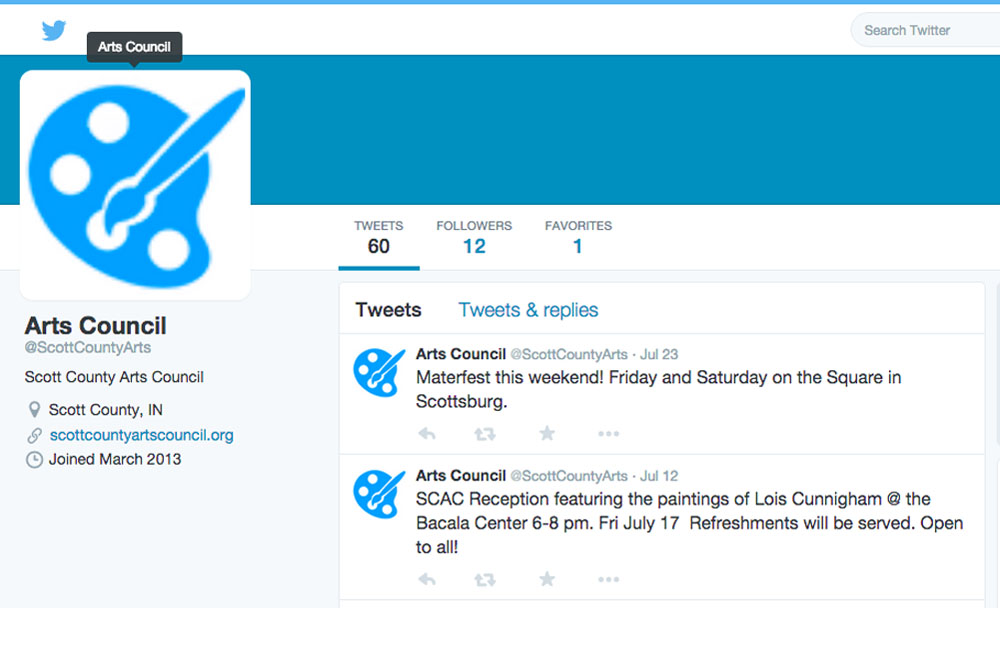 Arts Council
Search Twitter
TWEETS
60
FOLLOWERS
12
FAVORITES
1
Arts Council
@ScottCountyArts
Scott County Arts Council
Scott County, IN
scottcountyartscouncil.org
Joined March 2013
Tweets
Tweets & replies
Arts Council @ScottCountyArts · Jul 23
Materfest this weekend! Friday and Saturday on the Square in
Scottsburg.
Arts Council @ScottCountyArts · Jul 12
SCAC Reception featuring the paintings of Lois Cunnigham @ the
Bacala Center 6-8 pm. Fri July 17  Refreshments will be served. Open
to all!